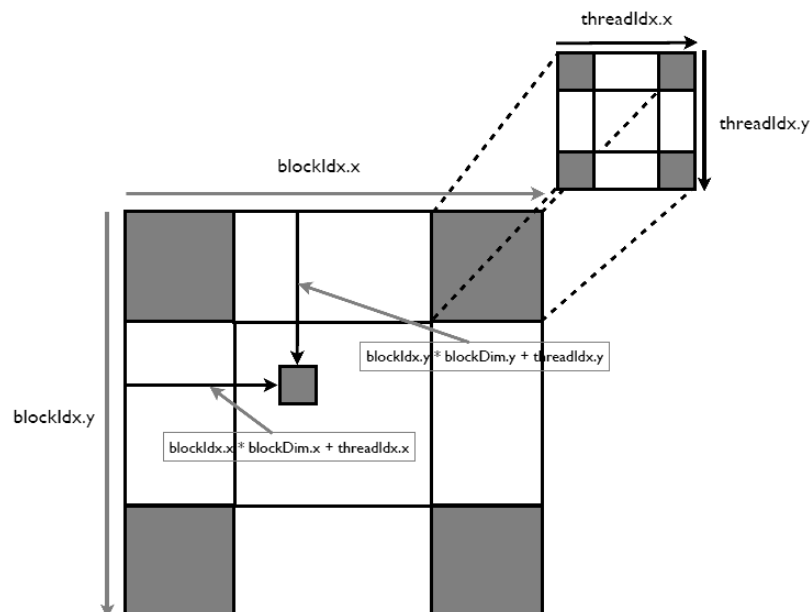 threadIdx.x
threadIdx.y
blockIdx.x
blockIdx.y * blockDim.y + threadIdx.y
blockIdx.y
blockIdx.x * blockDim.x + threadIdx.x